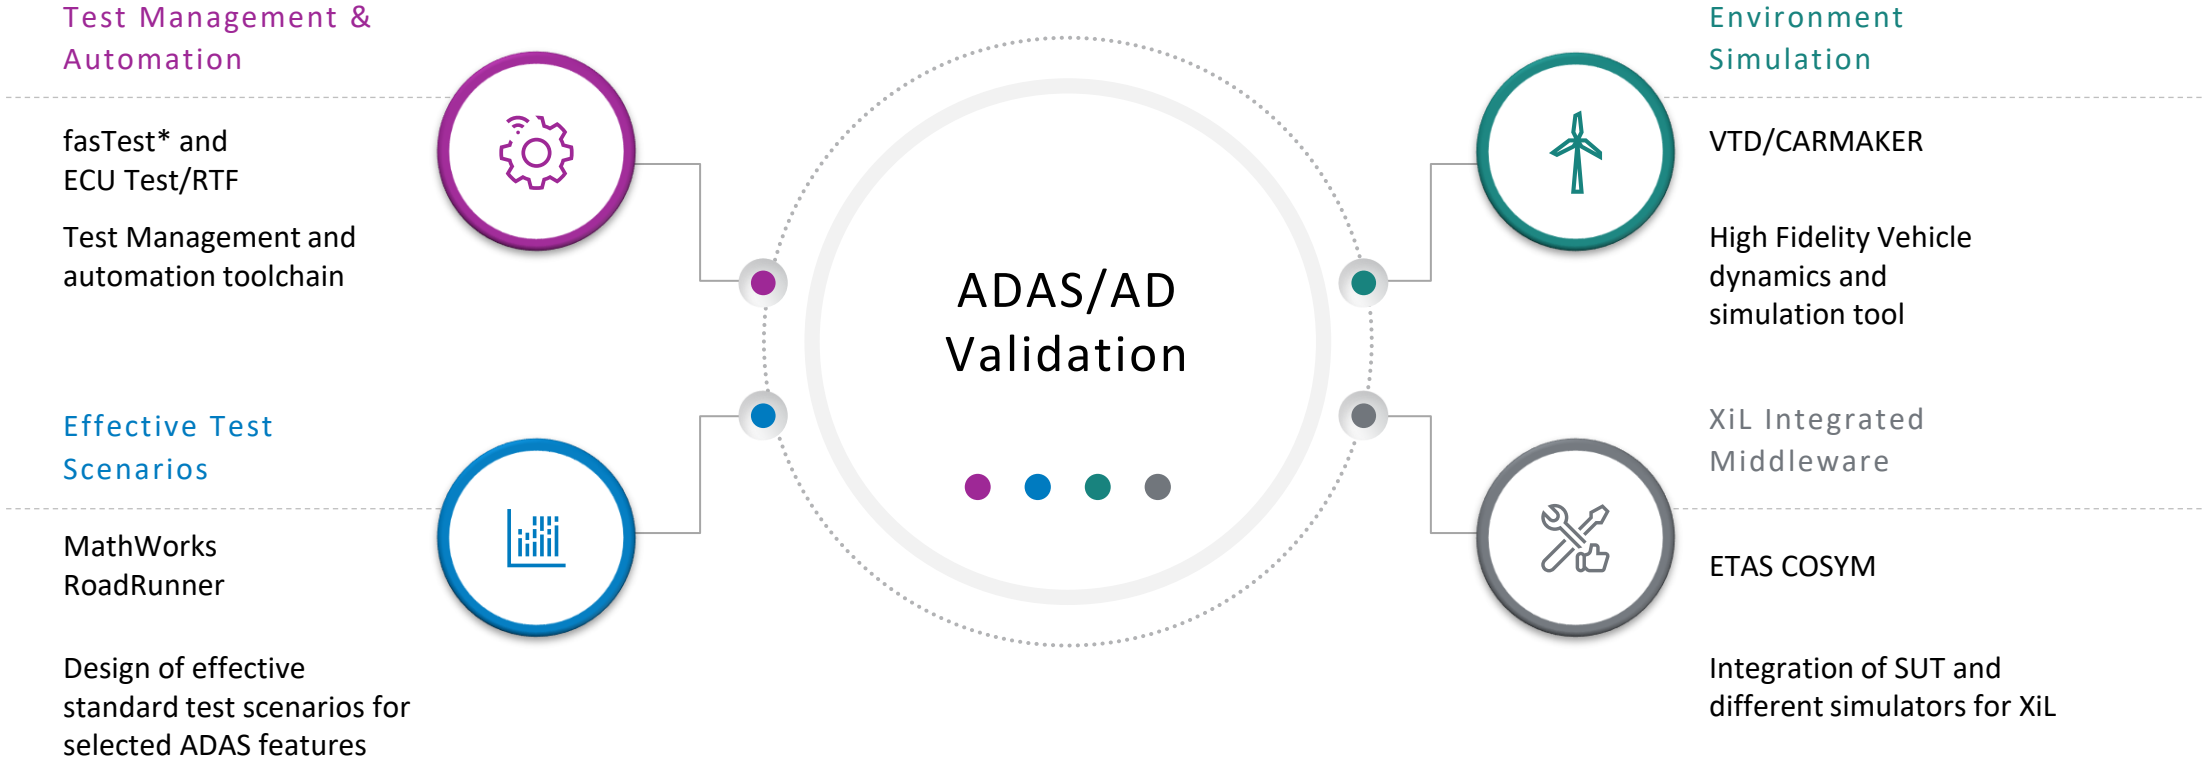 Test Management &
Automation
fasTest* and
ECU Test/RTF
Test Management and
automation toolchain
Effective Test
Scenarios
MathWorks
RoadRunner
Design of effective
standard test scenarios for
selected ADAS features
ADAS/AD
Validation
Environment
Simulation
VTD/CARMAKER
High Fidelity Vehicle
dynamics and
simulation tool
XiL Integrated
Middleware
ETAS COSYM
Integration of SUT and
different simulators for XiL